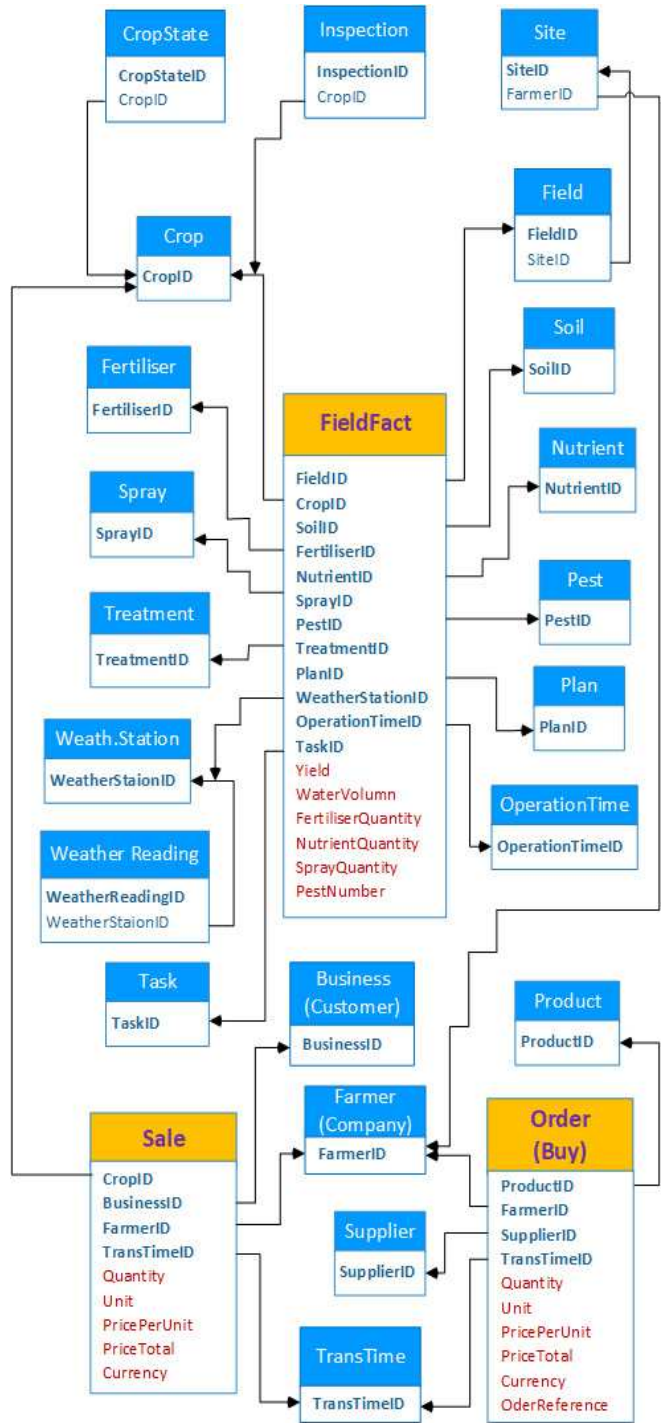 CropState
CropStateID
CropID
Inspection
InspectionID
CropID
Site
SiteID
FarmerID
Crop
CropID
Field
FieldID
SiteID
Soil
SoilID
Fertiliser
FertiliserID
FieldFact
FieldID
CropID
SoilID
FertiliserID
NutrientID
SprayID
PestID
TreatmentID
PlanID
WeatherStationID
OperationTimeID
TaskID
Yield
WaterVolumn
FertiliserQuantity
NutrientQuantity
SprayQuantity
PestNumber
Nutrient
NutrientID
Spray
SprayID
Pest
PestID
Treatment
TreatmentID
Plan
PlanID
Weath.Station
WeatherStaionID
OperationTime
OperationTimeID
Weather Reading
WeatherReadingID
WeatherStaionID
Task
TaskID
Business
(Customer)
BusinessID
Product
ProductID
Farmer
(Company)
FarmerID
Sale
CropID
BusinessID
FarmerID
TransTimeID
Quantity
Unit
PricePerUnit
PriceTotal
Currency
Order
(Buy)
ProductID
FarmerID
SupplierID
TransTimeID
Quantity
Unit
PricePerUnit
PriceTotal
Currency
OderReference
Supplier
SupplierID
TransTime
TransTimeID